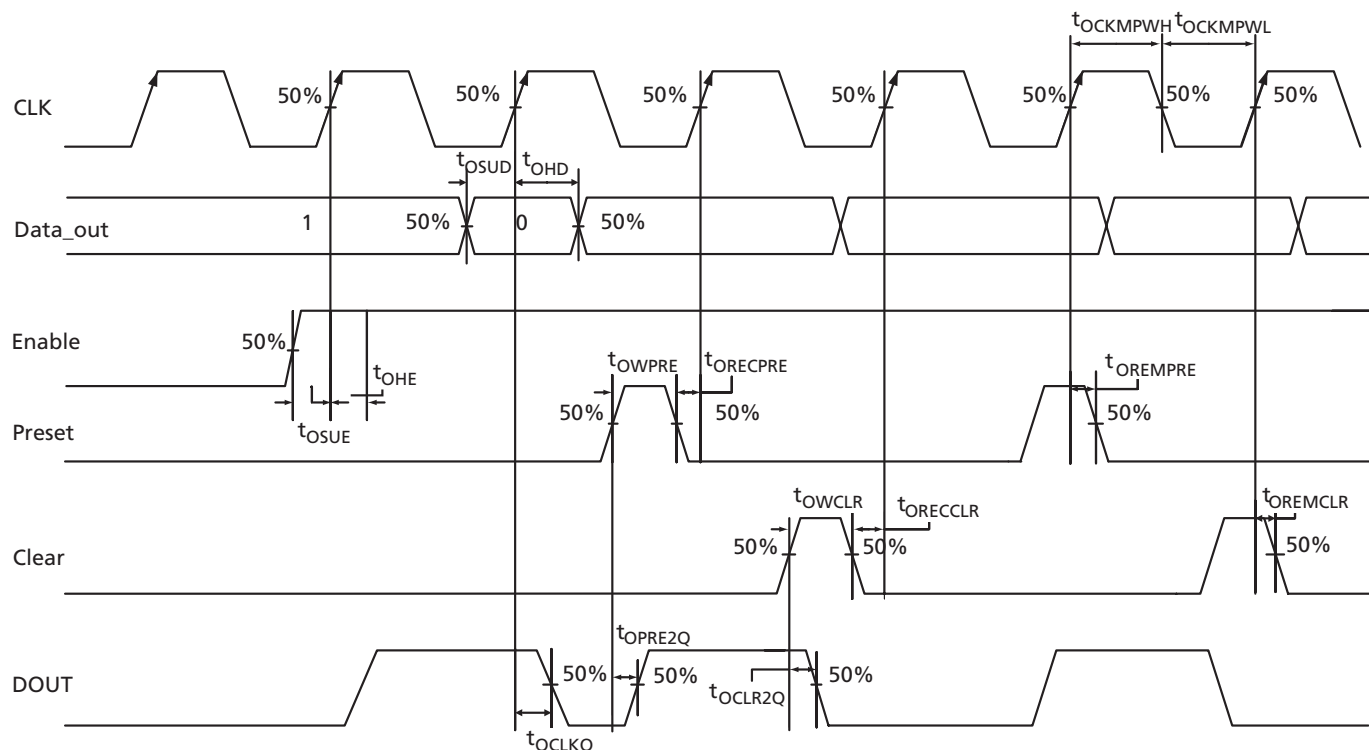 tOCKMPWH tOCKMPWL
CLK
50% 50% 50% 50% 50% 50% 50%
tOSUD tOHD
Data_out
1 50% 0 50%
Enable
50%
tOHE
tOSUE
tOWPRE tORECPRE
tOREMPRE
Preset
50% 50% 50%
tOWCLR tORECCLR
tOREMCLR
Clear
50% 50% 50%
tOPRE2Q
DOUT
50% 50% 50%
tOCLR2Q
tOCLKQ